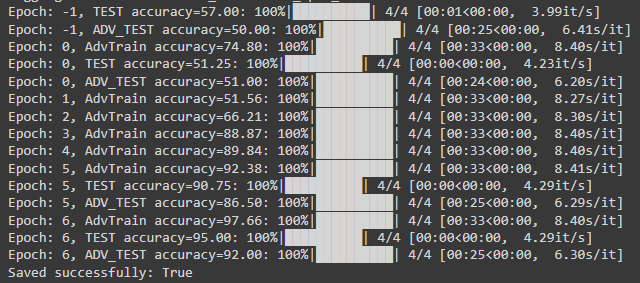 Epoch: -1, TEST accuracy=57.00: 100%|██████████| 4/4 [00:01<00:00,  3.99it/s]
Epoch: -1, ADV_TEST accuracy=50.00: 100%|██████████| 4/4 [00:25<00:00,  6.41s/it]
Epoch: 0, AdvTrain accuracy=74.80: 100%|██████████| 4/4 [00:33<00:00,  8.40s/it]
Epoch: 0, TEST accuracy=51.25: 100%|██████████| 4/4 [00:00<00:00,  4.23it/s]
Epoch: 0, ADV_TEST accuracy=51.00: 100%|██████████| 4/4 [00:24<00:00,  6.20s/it]
Epoch: 1, AdvTrain accuracy=51.56: 100%|██████████| 4/4 [00:33<00:00,  8.27s/it]
Epoch: 2, AdvTrain accuracy=66.21: 100%|██████████| 4/4 [00:33<00:00,  8.30s/it]
Epoch: 3, AdvTrain accuracy=88.87: 100%|██████████| 4/4 [00:33<00:00,  8.40s/it]
Epoch: 4, AdvTrain accuracy=89.84: 100%|██████████| 4/4 [00:33<00:00,  8.40s/it]
Epoch: 5, AdvTrain accuracy=92.38: 100%|██████████| 4/4 [00:33<00:00,  8.41s/it]
Epoch: 5, TEST accuracy=90.75: 100%|██████████| 4/4 [00:00<00:00,  4.29it/s]
Epoch: 5, ADV_TEST accuracy=86.50: 100%|██████████| 4/4 [00:25<00:00,  6.29s/it]
Epoch: 6, AdvTrain accuracy=97.66: 100%|██████████| 4/4 [00:33<00:00,  8.40s/it]
Epoch: 6, TEST accuracy=95.00: 100%|██████████| 4/4 [00:00<00:00,  4.29it/s]
Epoch: 6, ADV_TEST accuracy=92.00: 100%|██████████| 4/4 [00:25<00:00,  6.30s/it]
Saved successfully: True